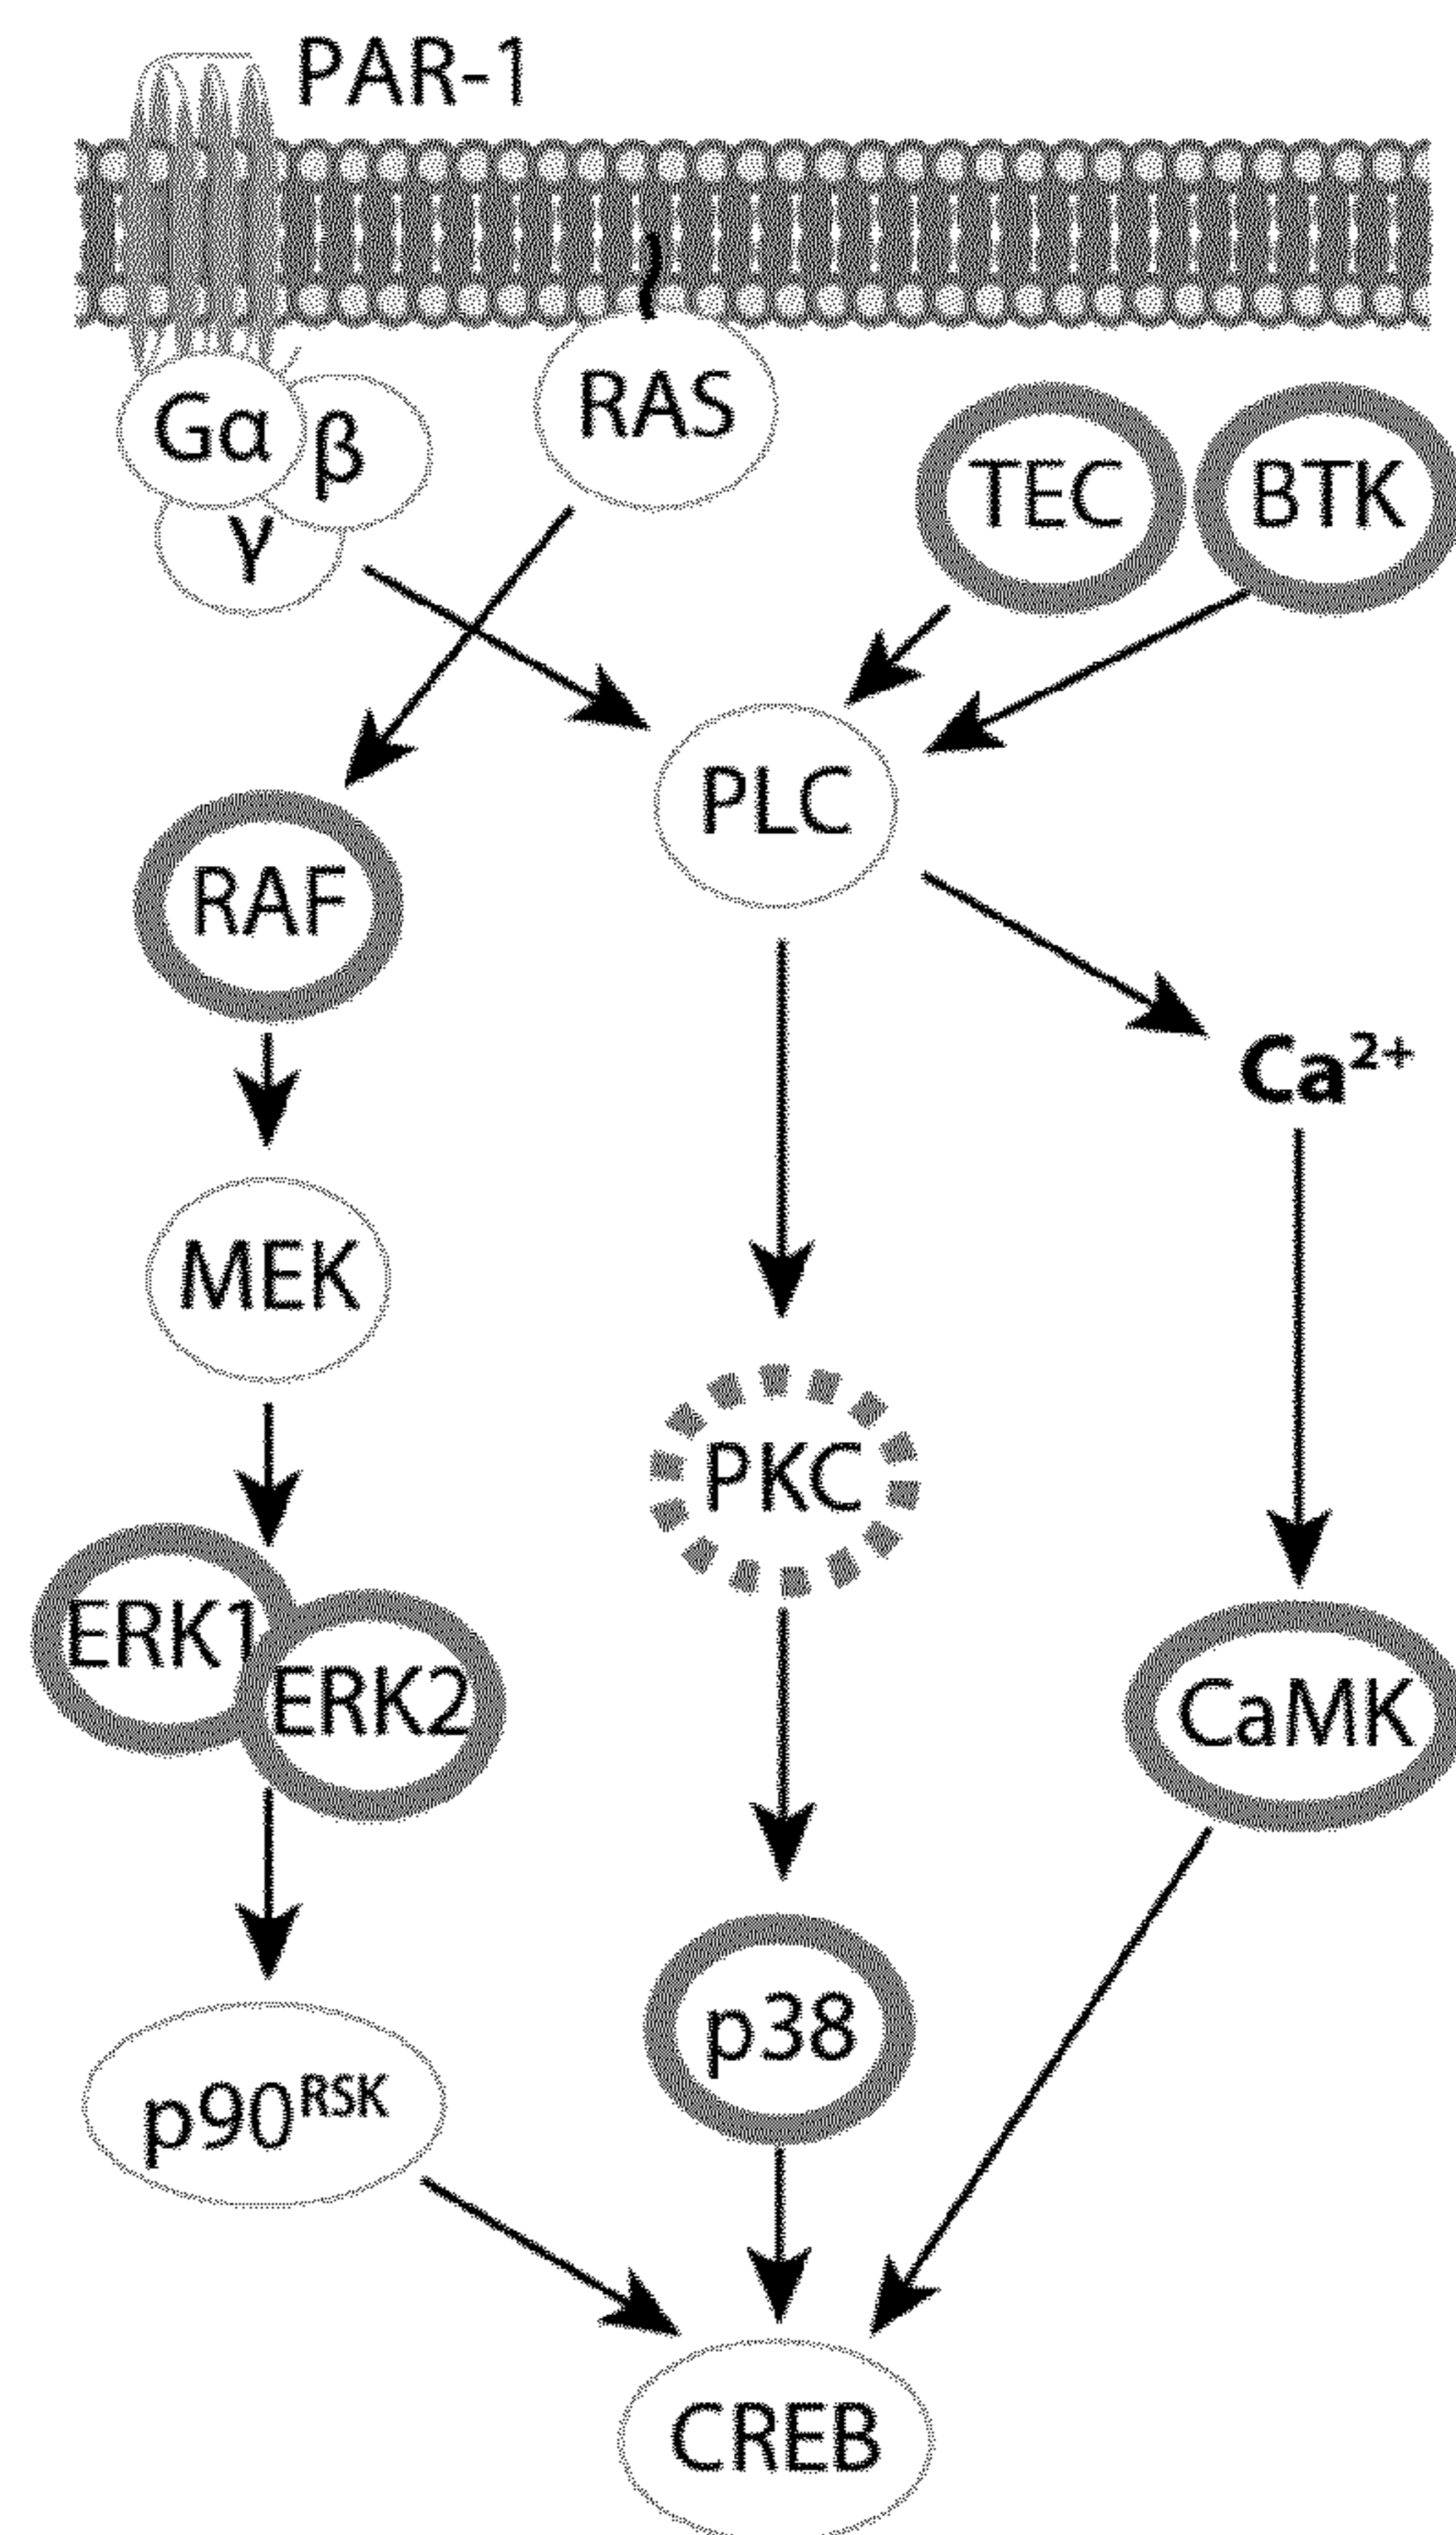 PAR-1
Gα
β
γ
RAS
TEC
BTK
PLC
RAF
Ca²⁺
MEK
PKC
ERK1
ERK2
CaMK
p38
p90ᴿˢᴷ
CREB